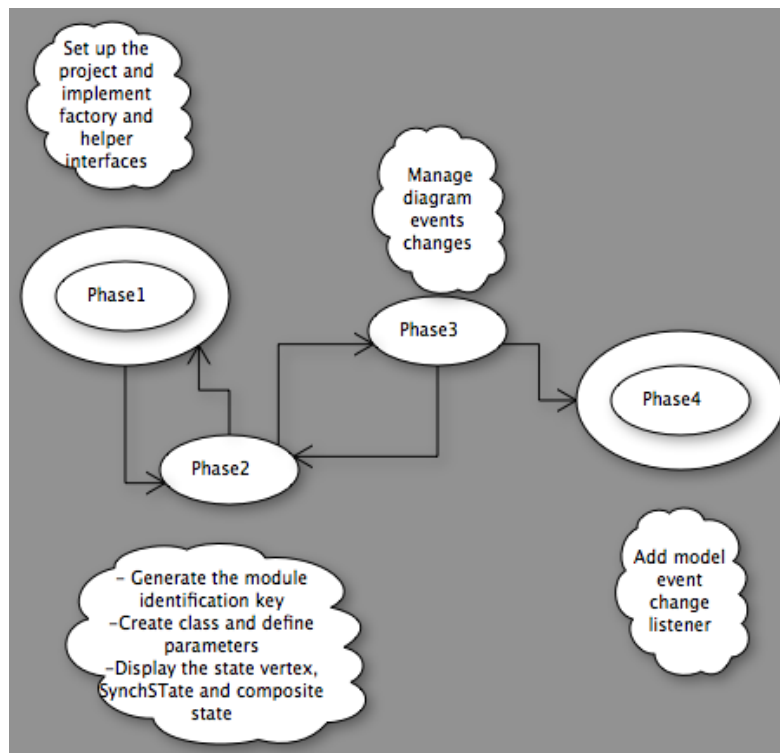 Set up the
project and
implement
factory and
helper
interfaces
Manage
diagram
events
changes
Phase1
Phase3
Phase4
Phase2
- Generate the module
identification key
-Create class and define
parameters
-Display the state vertex,
SynchSTate and composite
state
Add model
event
change
listener